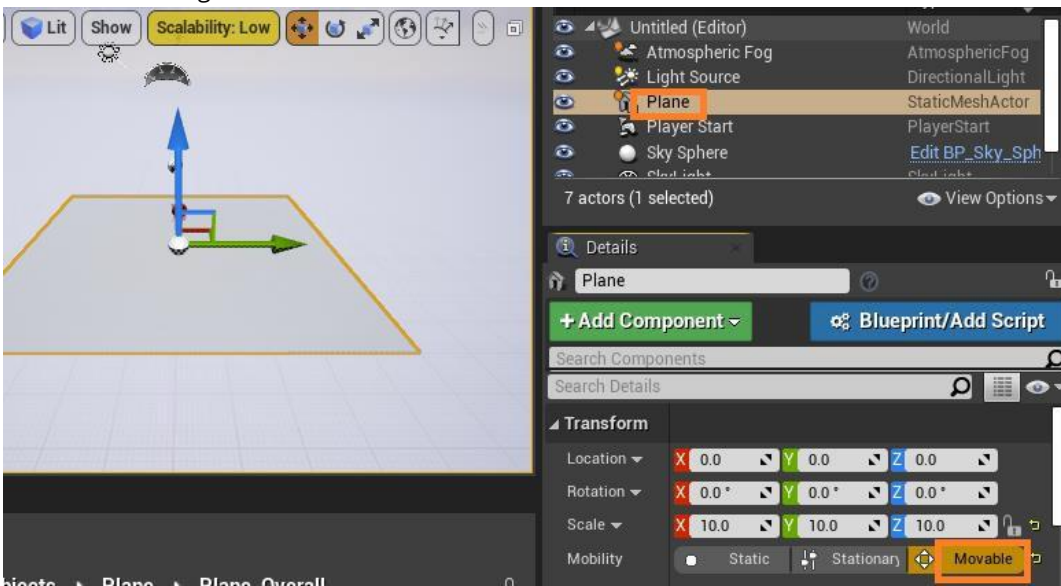 Lit Show Scalability: Low
Untitled (Editor) World
Atmospheric Fog AtmosphericFog
Light Source DirectionalLight
Plane StaticMeshActor
Player Start PlayerStart
Sky Sphere Edit BP_Sky_Sph
7 actors (1 selected) View Options
Details
Plane
+Add Component Blueprint/Add Script
Search Components
Search Details
Transform
Location X 0.0 Y 0.0 Z 0.0
Rotation X 0.0° Y 0.0° Z 0.0°
Scale X 10.0 Y 10.0 Z 10.0
Mobility Static Stationary Movable
Plane Plane_Overall